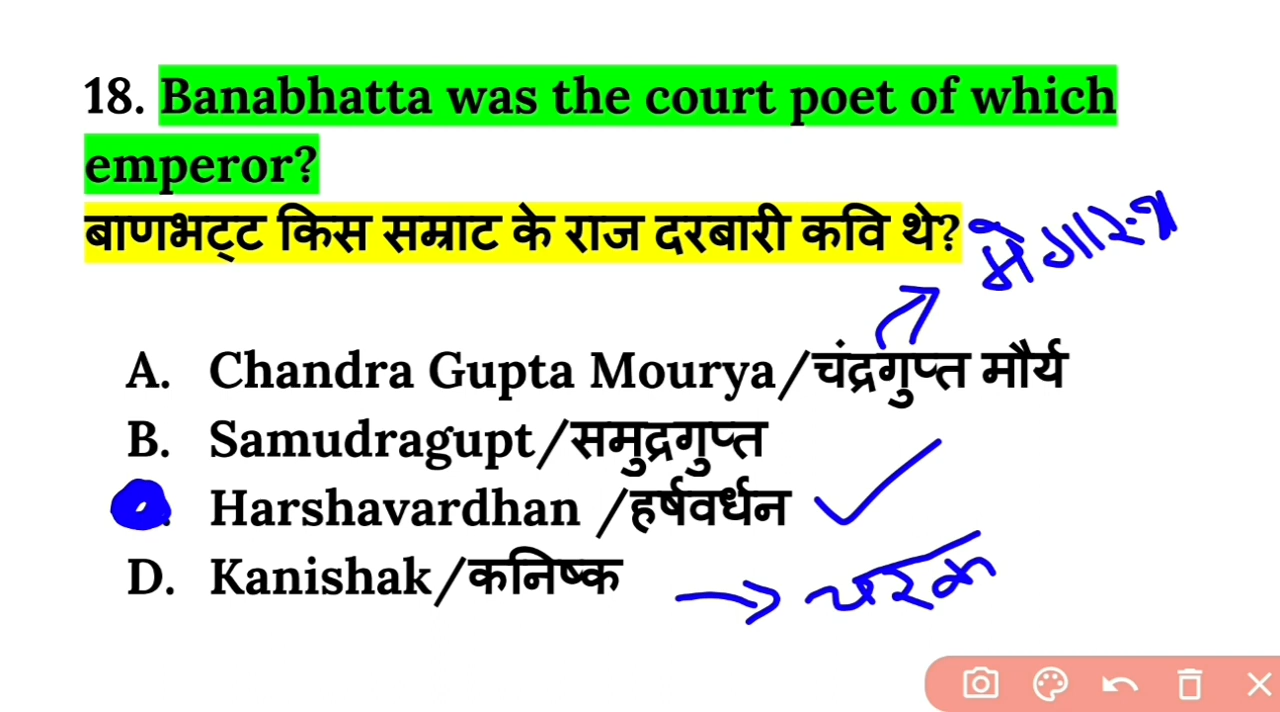 18. Banabhatta was the court poet of which
emperor?
बाणभट्ट किस सम्राट के राज दरबारी कवि थे?
A. Chandra Gupta Mourya/चंद्रगुप्त मौर्य
B. Samudragupt/समुद्रगुप्त
Harshavardhan /हर्षवर्धन
D. Kanishak/कनिष्क
चरक